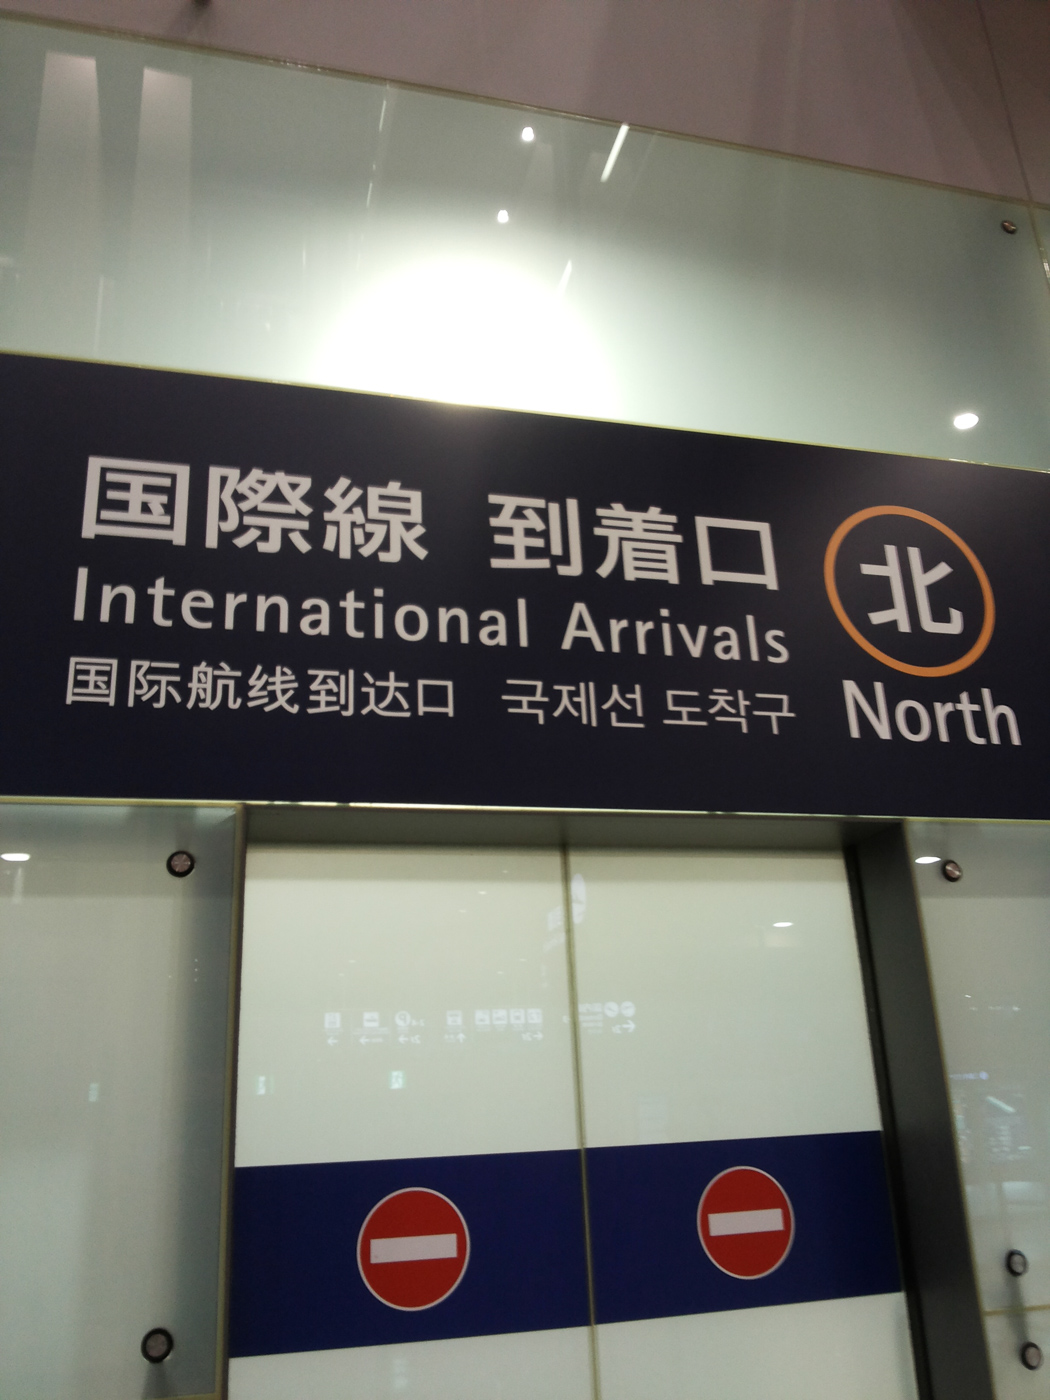 国際線 到着口
International Arrivals
国际航线到达口 국제선 도착구
北
North